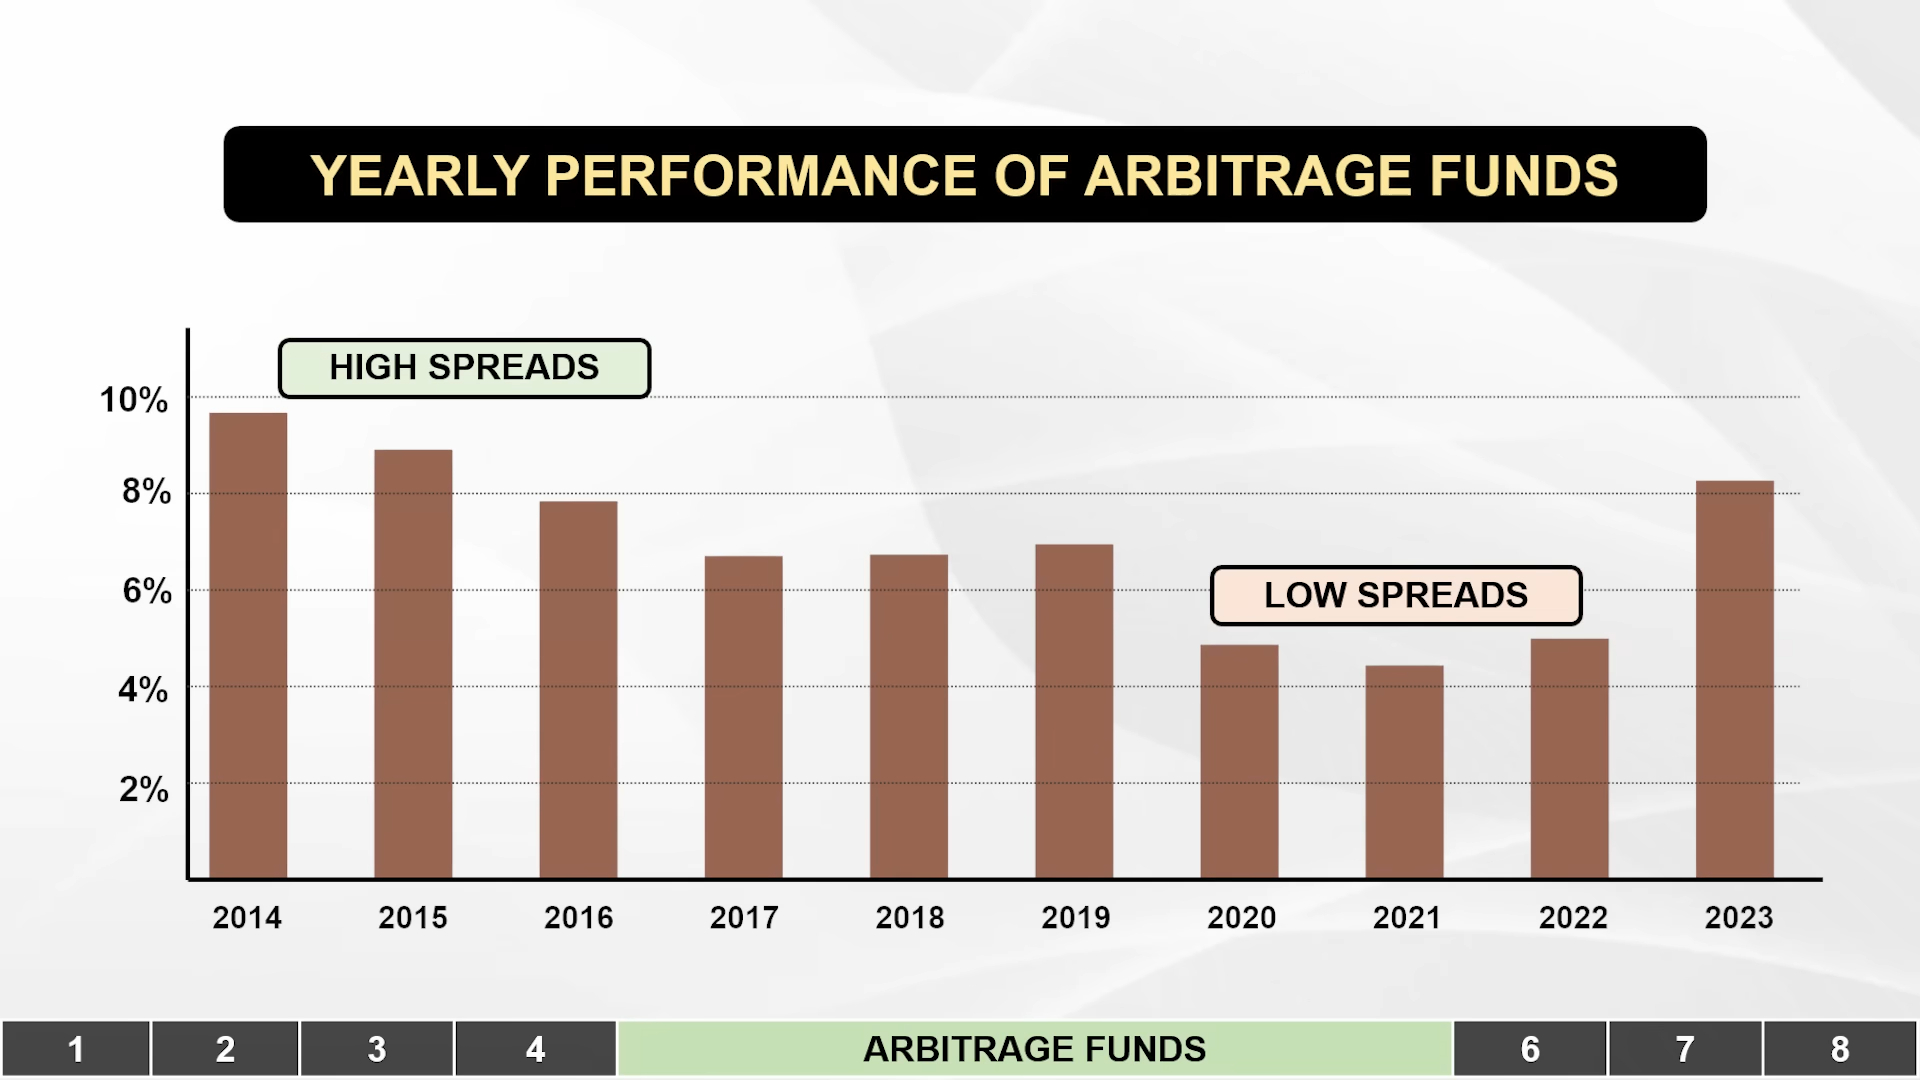 YEARLY PERFORMANCE OF ARBITRAGE FUNDS
HIGH SPREADS
10%
8%
6%
LOW SPREADS
4%
2%
2014 2015 2016 2017 2018 2019 2020 2021 2022 2023
1 2 3 4 ARBITRAGE FUNDS 6 7 8